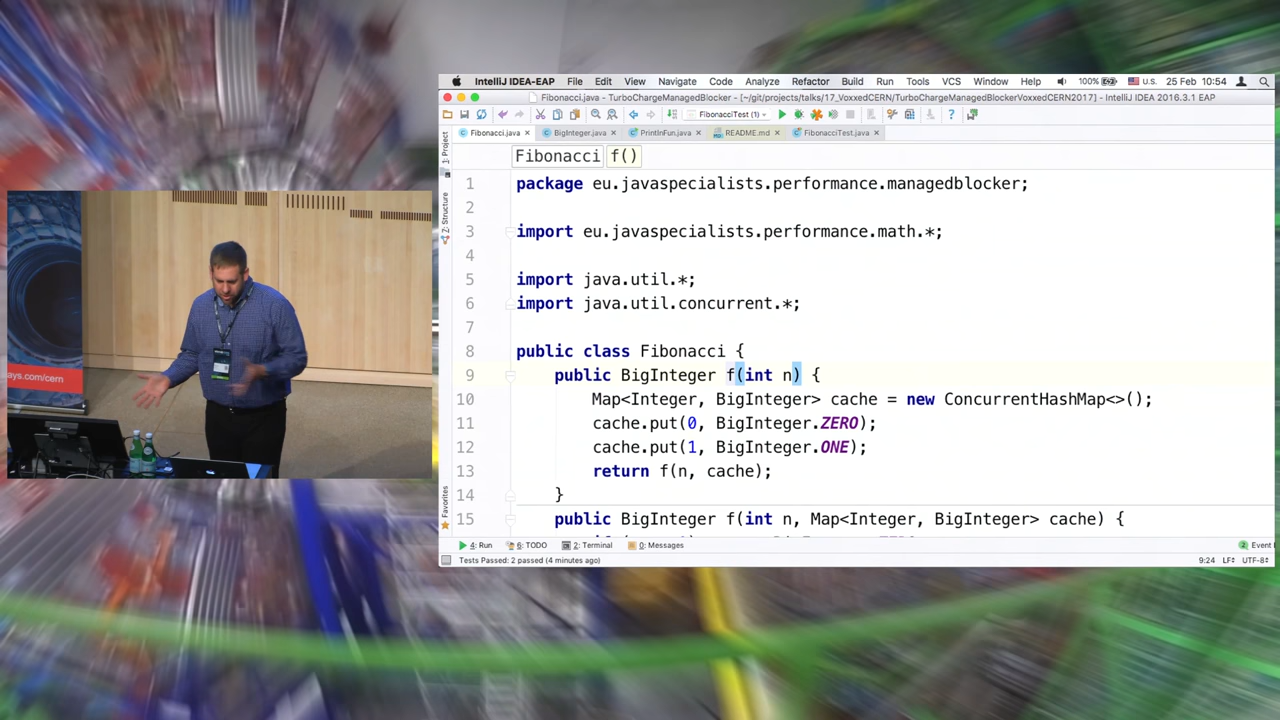 IntelliJ IDEA-EAP File Edit View Navigate Code Analyze Refactor Build Run Tools VCS Window Help 100% U.S. 25 Feb 10:54
Fibonacci.java - TurboChargeManagedBlocker - [~/git/projects/talks/17_VoxxedCERN/TurboChargeManagedBlockerVoxxedCERN2017] - IntelliJ IDEA 2016.3.1 EAP
FibonacciTest (1)
Fibonacci.java BigInteger.java PrintInFun.java README.md FibonacciTest.java
1: Project
Z: Structure
Favorites
Fibonacci f()
1 package eu.javaspecialists.performance.managedblocker;
2
3 import eu.javaspecialists.performance.math.*;
4
5 import java.util.*;
6 import java.util.concurrent.*;
7
8 public class Fibonacci {
9 public BigInteger f(int n) {
10 Map<Integer, BigInteger> cache = new ConcurrentHashMap<>();
11 cache.put(0, BigInteger.ZERO);
12 cache.put(1, BigInteger.ONE);
13 return f(n, cache);
14 }
15 public BigInteger f(int n, Map<Integer, BigInteger> cache) {
4: Run 6: TODO 2: Terminal 0: Messages Event
Tests Passed: 2 passed (4 minutes ago) 9:24 LF UTF-8
ays.com/cern